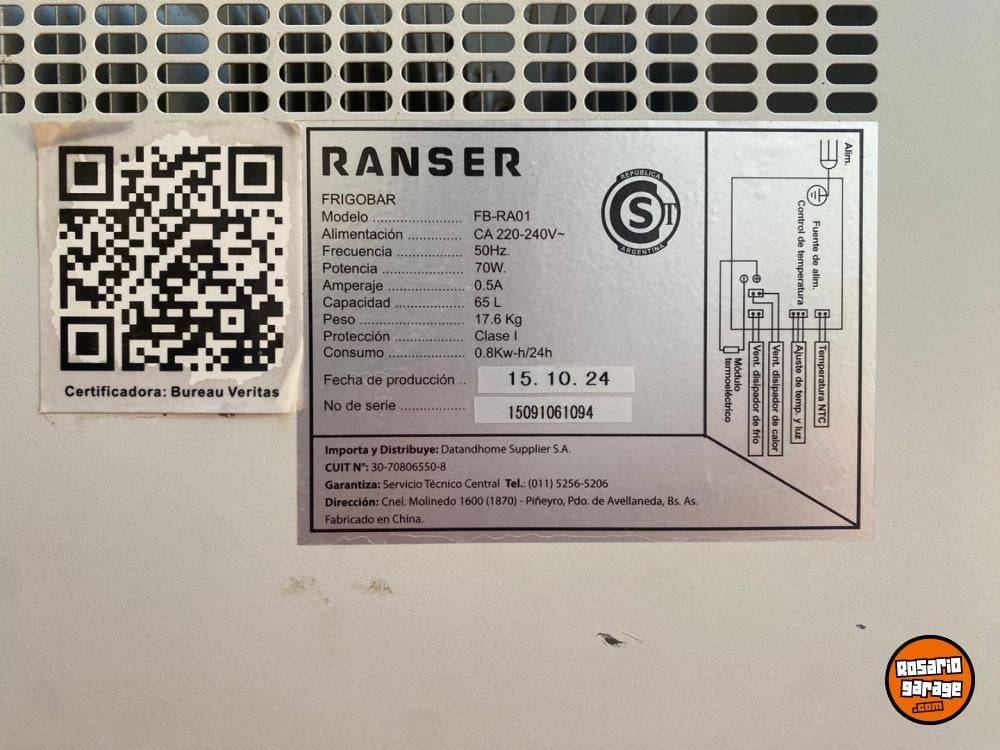 RANSER
FRIGOBAR
Modelo ...................... FB-RA01
Alimentación ............. CA 220-240V~
Frecuencia ................ 50Hz.
Potencia .................... 70W.
Amperaje ................... 0.5A
Capacidad ................. 65 L
Peso .......................... 17.6 Kg
Protección ................. Clase I
Consumo ................... 0.8Kw-h/24h
Fecha de producción .. 15. 10. 24
No de serie ................ 15091061094
REPUBLICA
S T
ARGENTINA
Importa y Distribuye: Datandhome Supplier S.A.
CUIT N°: 30-70806550-8
Garantiza: Servicio Técnico Central Tel.: (011) 5256-5206
Dirección: Cnel. Molinedo 1600 (1870) - Piñeyro, Pdo. de Avellaneda, Bs. As.
Fabricado en China.
Alim.
Fuente de alim.
Control de temperatura
Temperatura NTC
Ajuste de temp. y luz
Vent. disipador de calor
Vent. disipador de frío
Módulo
termoeléctrico
Certificadora: Bureau Veritas
Rosario
garage
.com